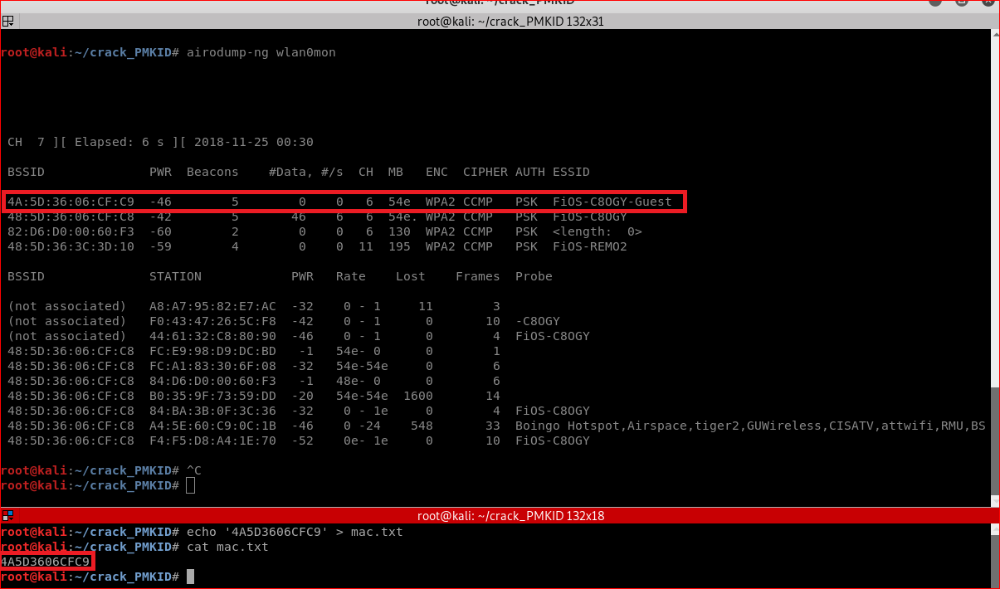 root@kali: ~/crack_PMKID
root@kali: ~/crack_PMKID 132x31
root@kali:~/crack_PMKID# airodump-ng wlan0mon
CH  7 ][ Elapsed: 6 s ][ 2018-11-25 00:30
BSSID              PWR  Beacons    #Data, #/s  CH  MB   ENC  CIPHER AUTH ESSID
4A:5D:36:06:CF:C9  -46        5        0    0   6  54e  WPA2 CCMP   PSK  FiOS-C8OGY-Guest
48:5D:36:06:CF:C8  -42        5       46    6   6  54e. WPA2 CCMP   PSK  FiOS-C8OGY
82:D6:D0:00:60:F3  -60        2        0    0   6  130  WPA2 CCMP   PSK  <length:  0>
48:5D:36:3C:3D:10  -59        4        0    0  11  195  WPA2 CCMP   PSK  FiOS-REMO2
BSSID              STATION            PWR   Rate    Lost    Frames  Probe
(not associated)   A8:A7:95:82:E7:AC  -32    0 - 1     11        3
(not associated)   F0:43:47:26:5C:F8  -42    0 - 1      0       10  -C8OGY
(not associated)   44:61:32:C8:80:90  -46    0 - 1      0        4  FiOS-C8OGY
48:5D:36:06:CF:C8  FC:E9:98:D9:DC:BD   -1   54e- 0      0        1
48:5D:36:06:CF:C8  FC:A1:83:30:6F:08  -32   54e-54e     0        6
48:5D:36:06:CF:C8  84:D6:D0:00:60:F3   -1   48e- 0      0        6
48:5D:36:06:CF:C8  B0:35:9F:73:59:DD  -20   54e-54e  1600       14
48:5D:36:06:CF:C8  84:BA:3B:0F:3C:36  -32    0 - 1e     0        4  FiOS-C8OGY
48:5D:36:06:CF:C8  A4:5E:60:C9:0C:1B  -46    0 -24    548       33  Boingo Hotspot,Airspace,tiger2,GUWireless,CISATV,attwifi,RMU,BS
48:5D:36:06:CF:C8  F4:F5:D8:A4:1E:70  -52    0e- 1e     0       10  FiOS-C8OGY
root@kali:~/crack_PMKID# ^C
root@kali:~/crack_PMKID#
root@kali: ~/crack_PMKID 132x18
root@kali:~/crack_PMKID# echo '4A5D3606CFC9' > mac.txt
root@kali:~/crack_PMKID# cat mac.txt
4A5D3606CFC9
root@kali:~/crack_PMKID#